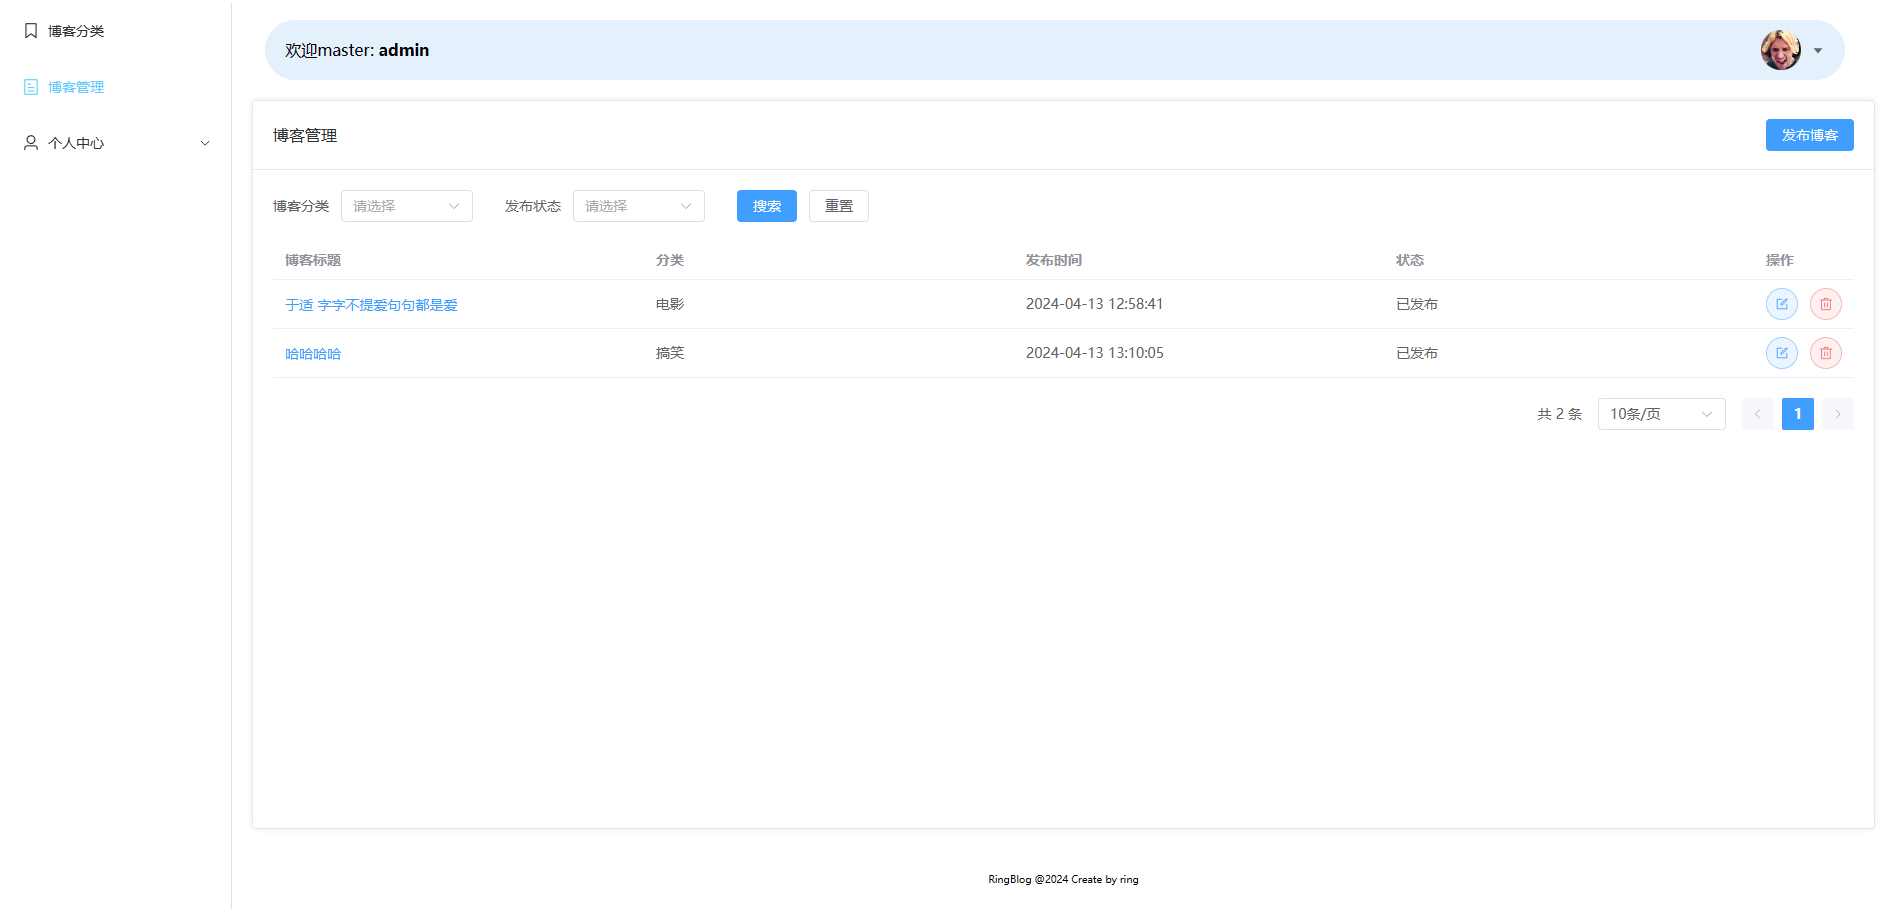 博客分类
博客管理
个人中心
欢迎master: admin
博客管理
发布博客
博客分类 请选择 发布状态 请选择 搜索 重置
博客标题 分类 发布时间 状态 操作
于适 字字不提爱句句都是爱 电影 2024-04-13 12:58:41 已发布
哈哈哈哈 搞笑 2024-04-13 13:10:05 已发布
共 2 条 10条/页 1
RingBlog @2024 Create by ring